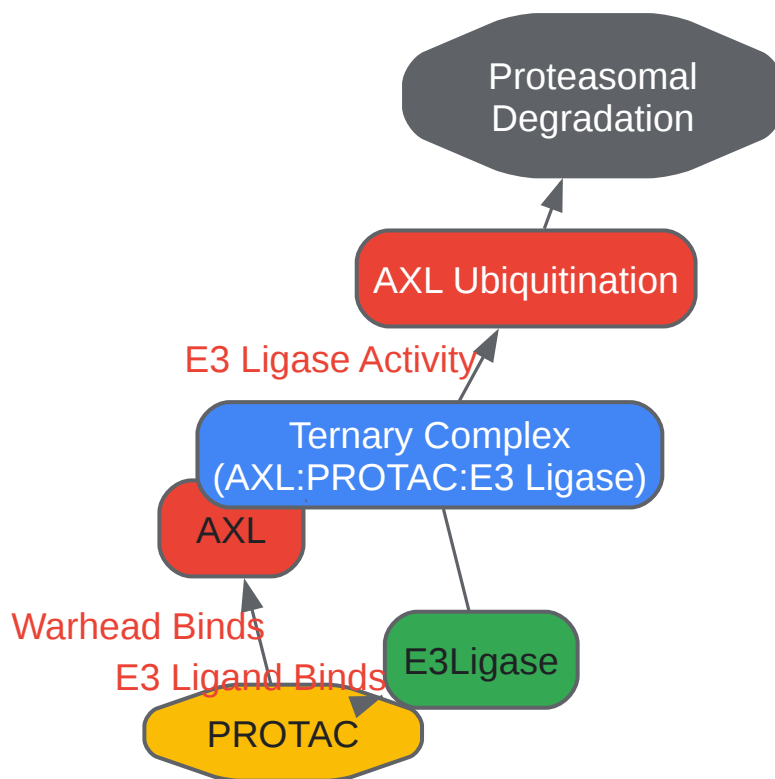 Proteasomal
Degradation
AXL Ubiquitination
E3 Ligase Activity
Ternary Complex
(AXL:PROTAC:E3 Ligase)
AXL
Warhead Binds
E3Ligase
E3 Ligand Binds
PROTAC